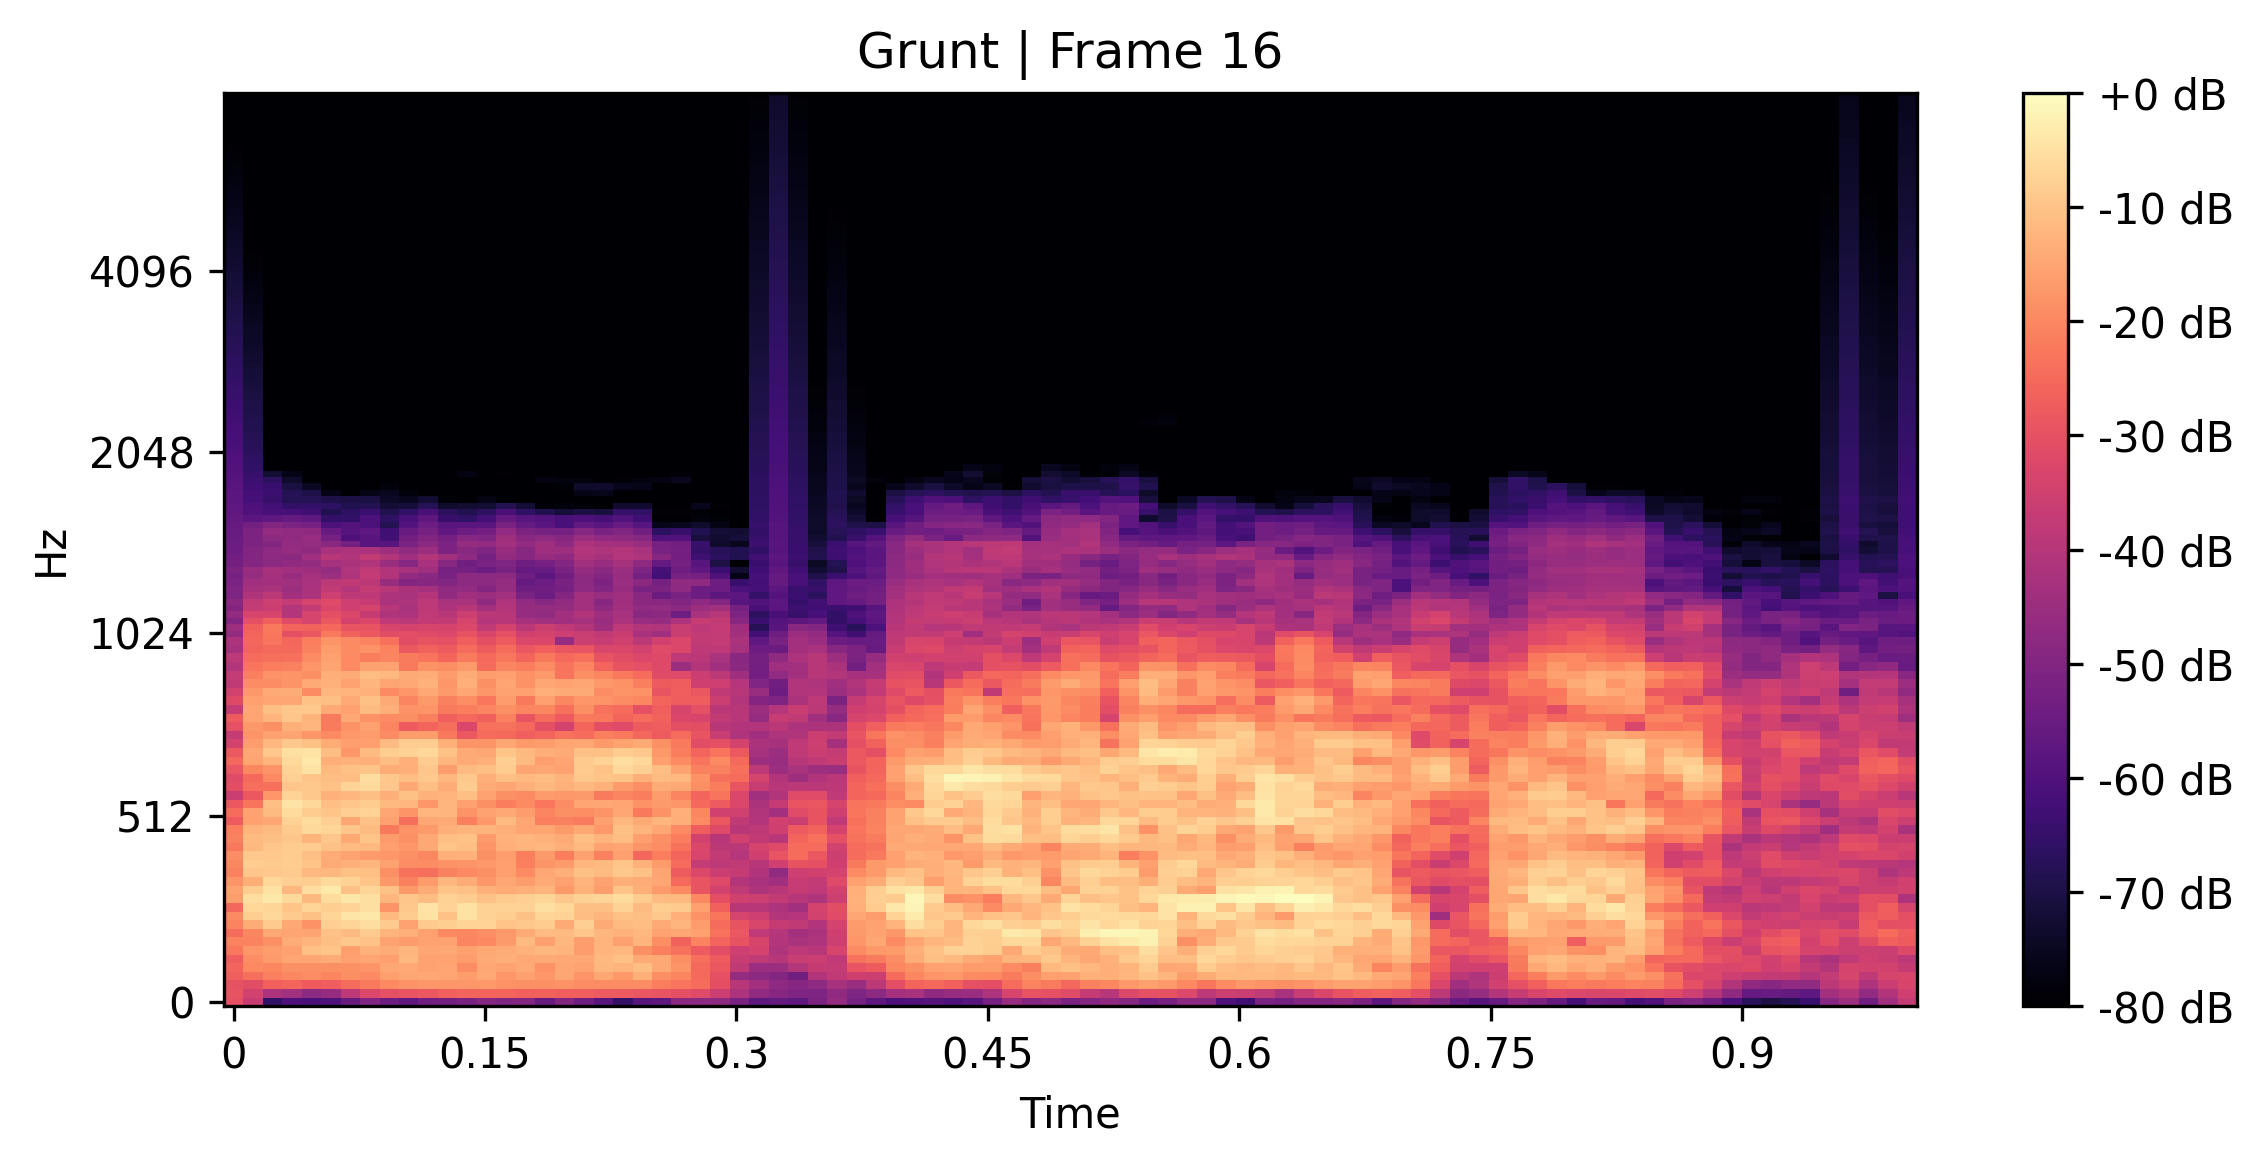 Grunt | Frame 16
+0 dB
-10 dB
-20 dB
-30 dB
-40 dB
-50 dB
-60 dB
-70 dB
-80 dB
4096
2048
1024
512
0
Hz
0 0.15 0.3 0.45 0.6 0.75 0.9
Time